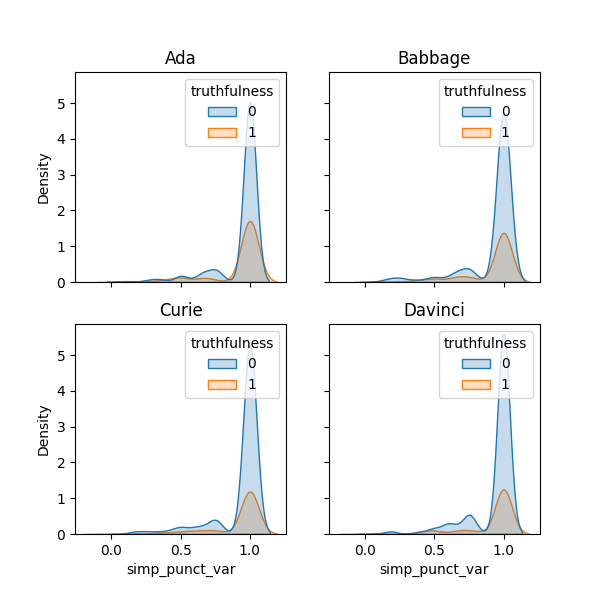 Ada
Babbage
truthfulness
0
1
truthfulness
0
1
Density
5
4
3
2
1
0
Curie
Davinci
truthfulness
0
1
truthfulness
0
1
Density
5
4
3
2
1
0
0.0 0.5 1.0
0.0 0.5 1.0
simp_punct_var
simp_punct_var